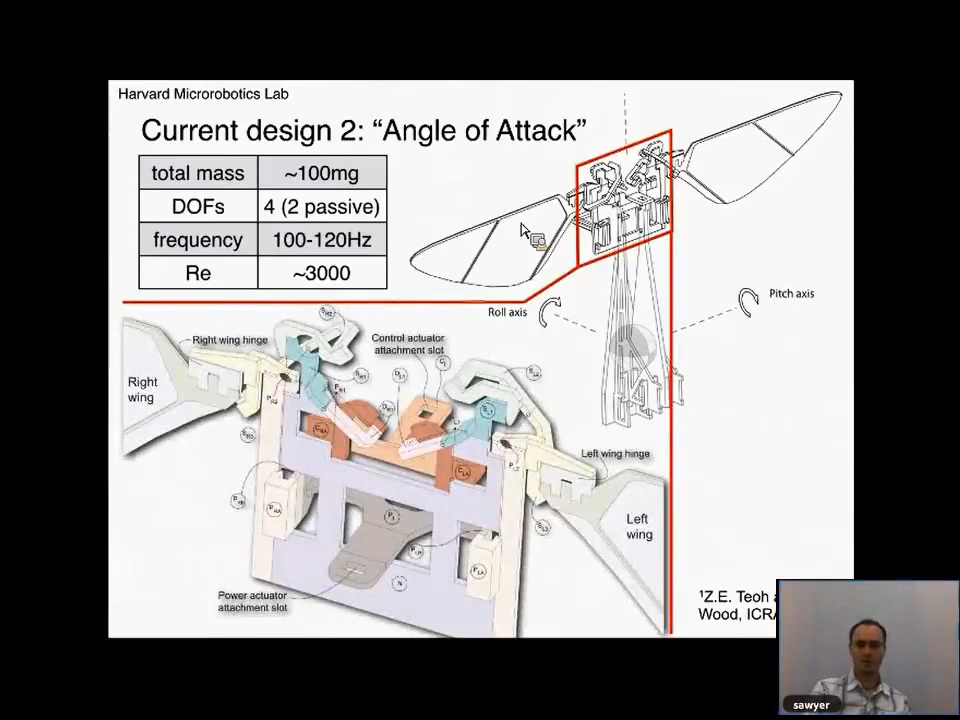 Harvard Microrobotics Lab
Current design 2: “Angle of Attack”
total mass ~100mg
DOFs 4 (2 passive)
frequency 100-120Hz
Re ~3000
Roll axis
Pitch axis
Right wing hinge
Control actuator
attachment slot
Right
wing
Left wing hinge
Left
wing
Power actuator
attachment slot
¹Z.E. Teoh
Wood, ICRA
sawyer